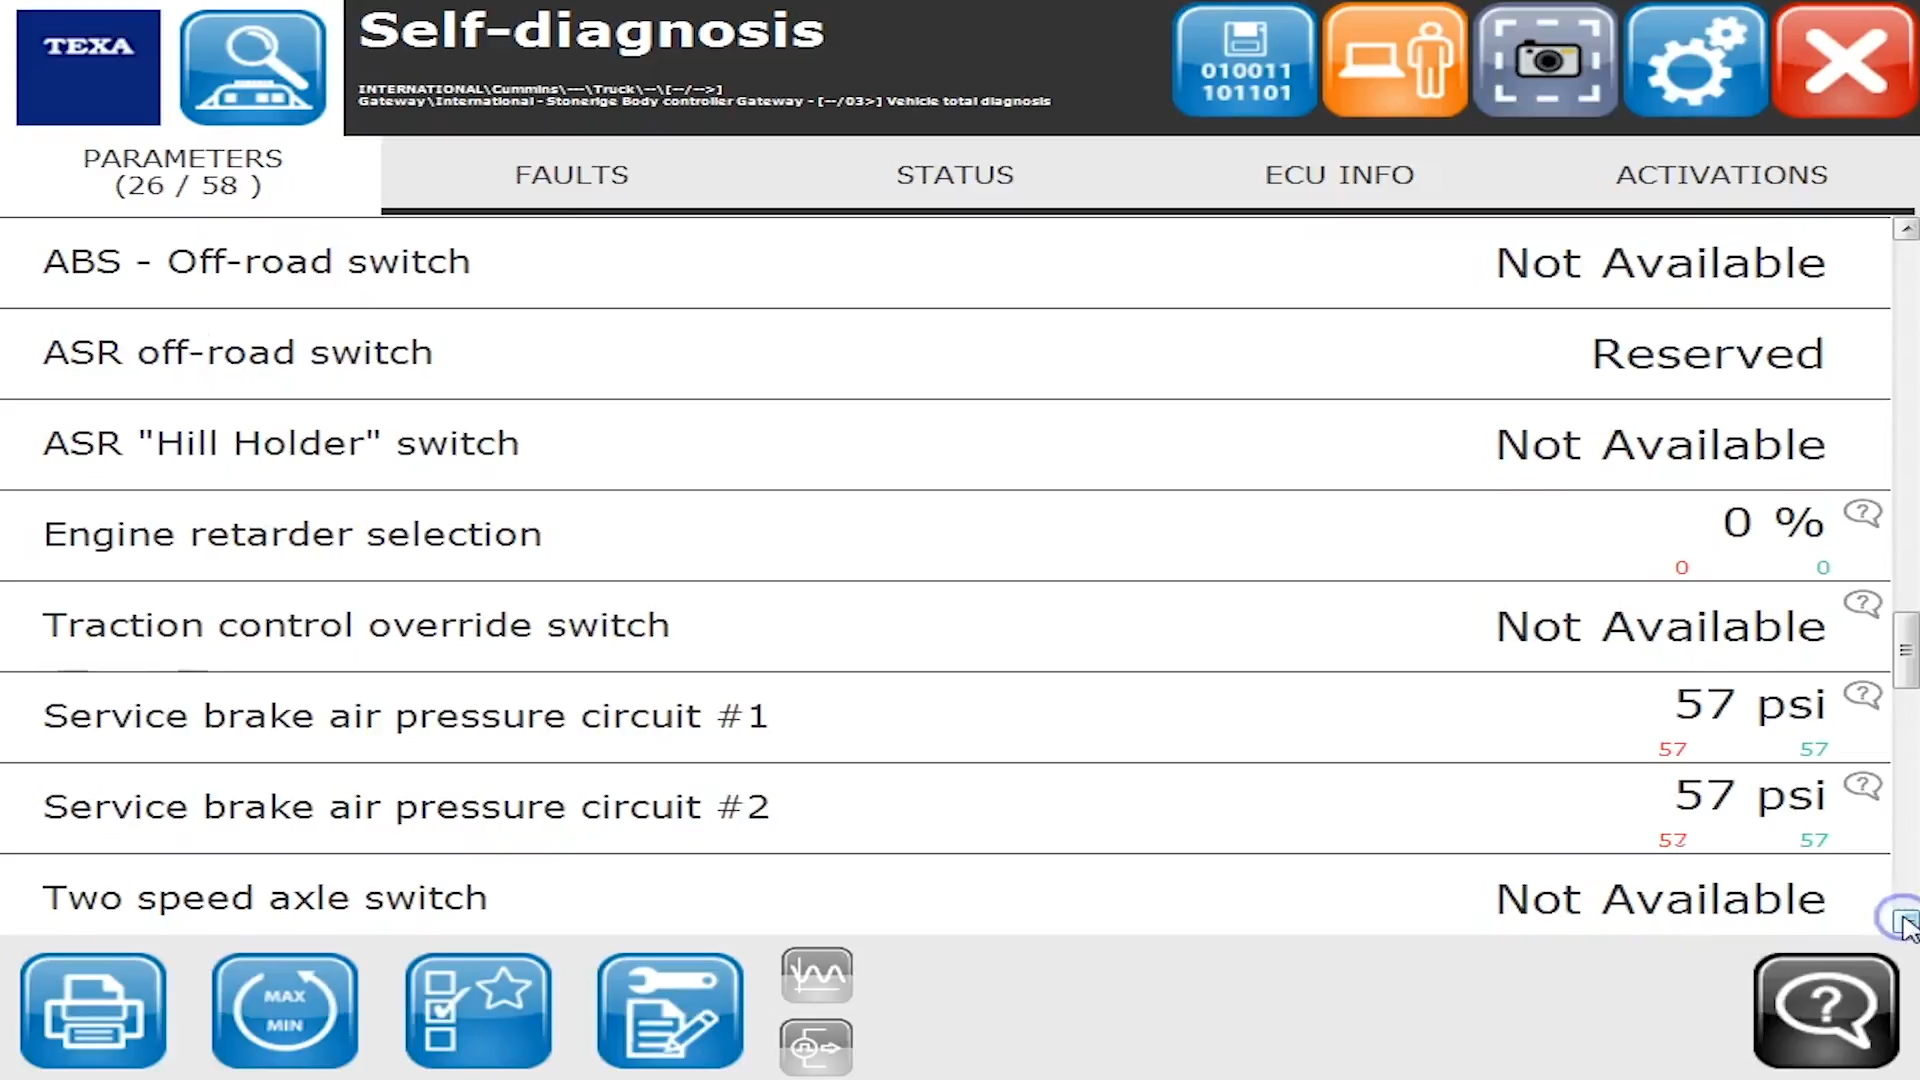 TEXA
Self-diagnosis
INTERNATIONAL\Cummins\---\Truck\--\[--/-->]
Gateway\International - Stonerige Body controller Gateway - [--/03>] Vehicle total diagnosis
010011
101101
PARAMETERS
(26 / 58 )
FAULTS
STATUS
ECU INFO
ACTIVATIONS
ABS - Off-road switch Not Available
ASR off-road switch Reserved
ASR "Hill Holder" switch Not Available
Engine retarder selection 0 %
0 0
Traction control override switch Not Available
Service brake air pressure circuit #1 57 psi
57 57
Service brake air pressure circuit #2 57 psi
57 57
Two speed axle switch Not Available
MAX
MIN